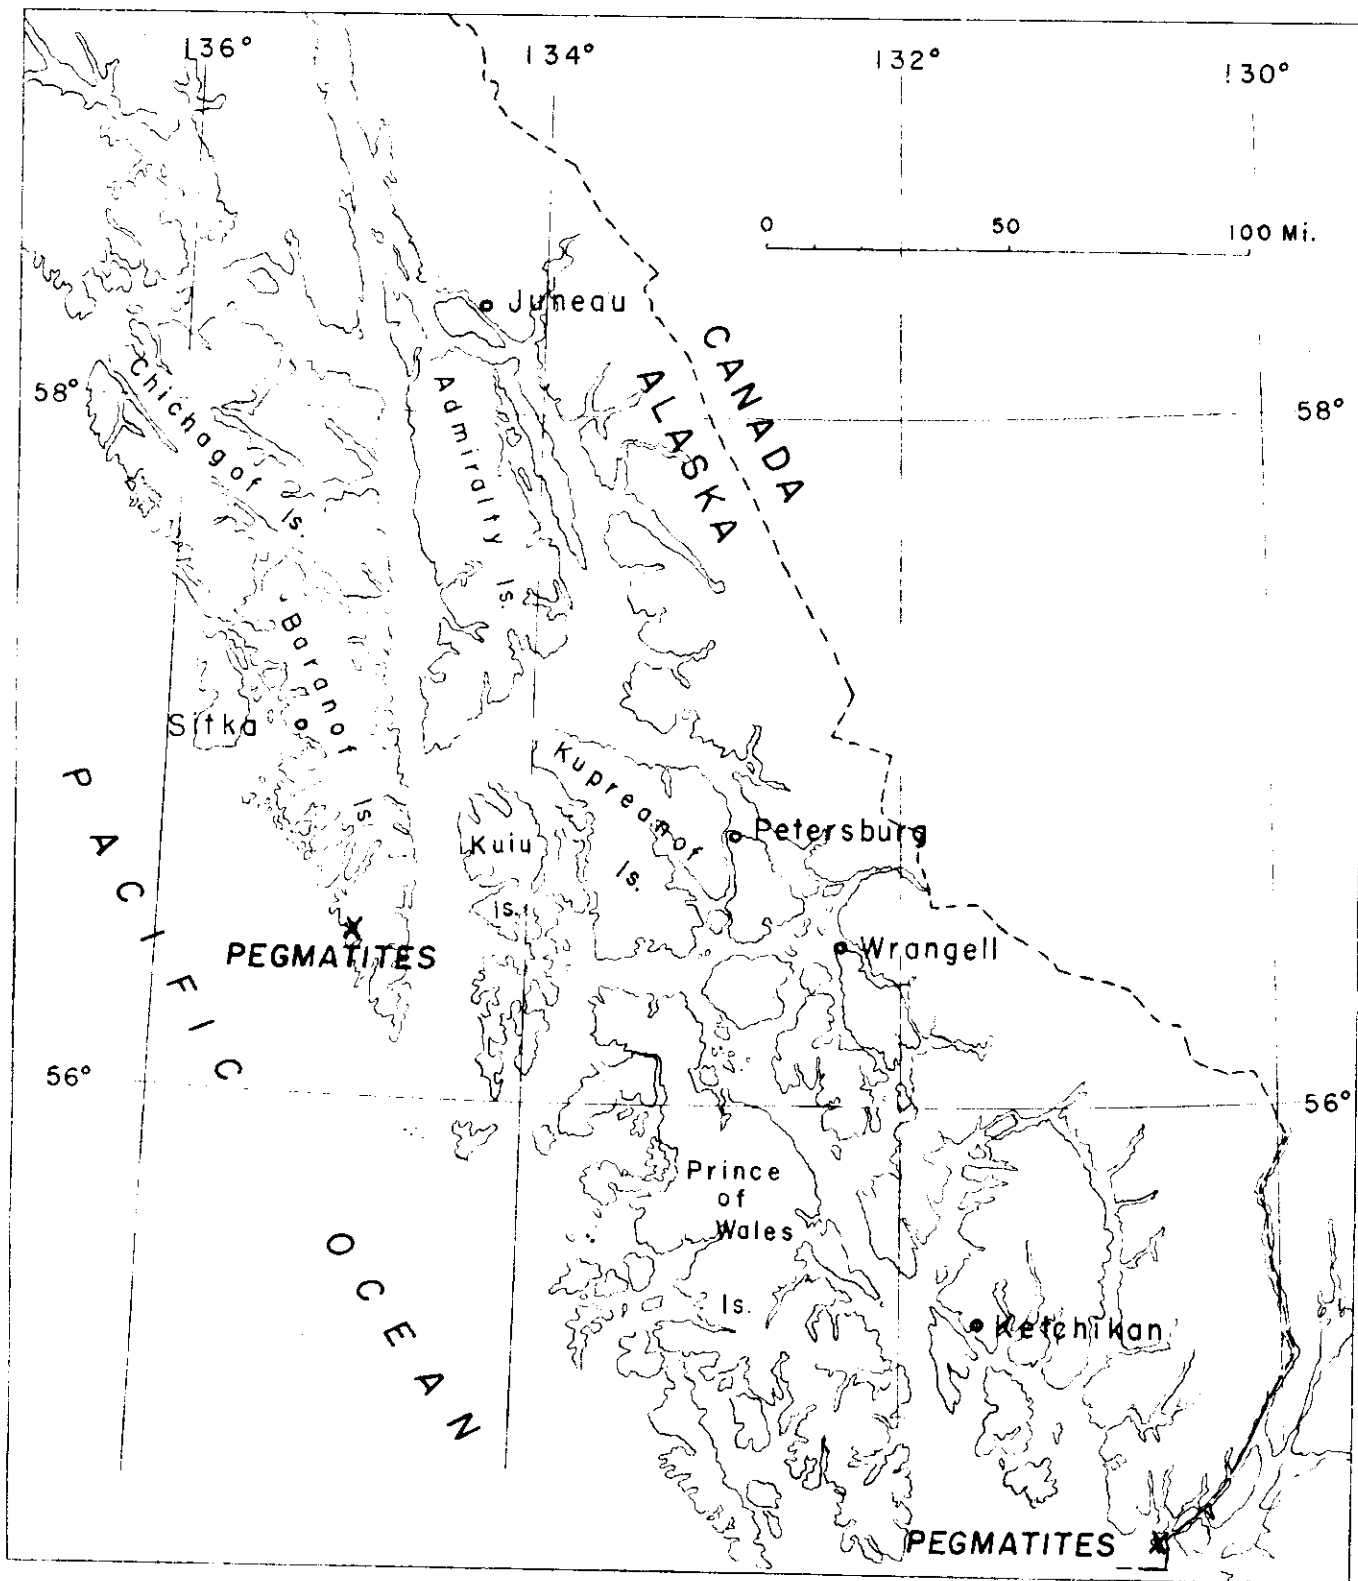 136° 134° 132° 130°
0 50 100 Mi.
Juneau
CANADA
ALASKA
58° 58°
Chichagof Is.
Admiralty Is.
Baranof Is.
Sitka
Kupreanof Is.
Petersburg
Kuiu
Is.
Wrangell
PEGMATITES
PACIFIC OCEAN
56° 56°
Prince
of
Wales
Is.
Ketchikan
PEGMATITES